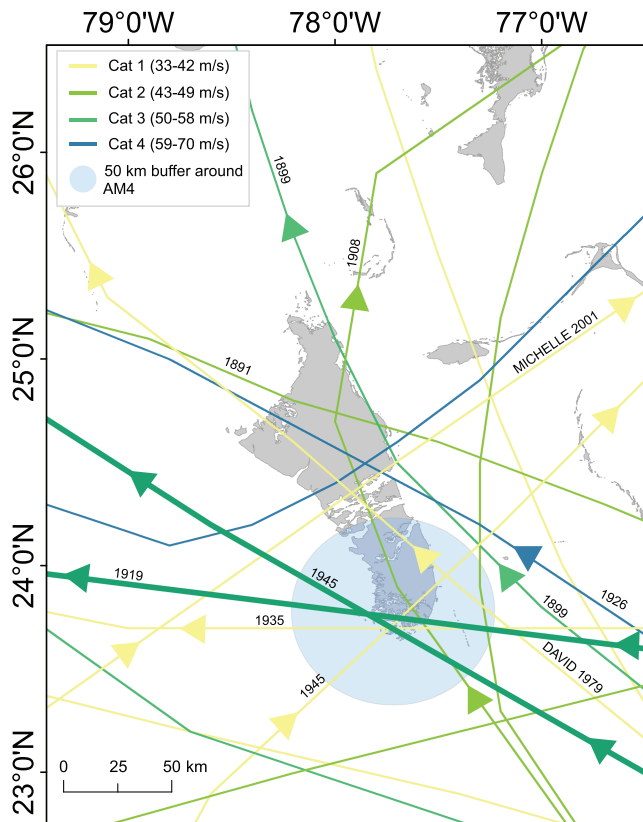 79°0'W 78°0'W 77°0'W
Cat 1 (33-42 m/s)
Cat 2 (43-49 m/s)
Cat 3 (50-58 m/s)
Cat 4 (59-70 m/s)
50 km buffer around
AM4
26°0'N
25°0'N
24°0'N
23°0'N
1899
1908
MICHELLE 2001
1891
1945
1919
1926
1899
1935
DAVID 1979
1945
0 25 50 km